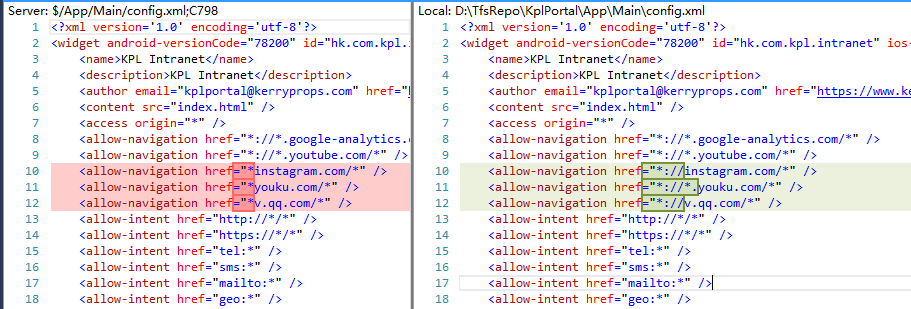 Server: $/App/Main/config.xml;C798
1 <?xml version='1.0' encoding='utf-8'?>
2 <widget android-versionCode="78200" id="hk.com.kpl.
3 <name>KPL Intranet</name>
4 <description>KPL Intranet</description>
5 <author email="kplportal@kerryprops.com" href="
6 <content src="index.html" />
7 <access origin="*" />
8 <allow-navigation href="*://*.google-analytics.
9 <allow-navigation href="*://*.youtube.com/*" />
10 <allow-navigation href="*instagram.com/*" />
11 <allow-navigation href="*youku.com/*" />
12 <allow-navigation href="*v.qq.com/*" />
13 <allow-intent href="http://*/*" />
14 <allow-intent href="https://*/*" />
15 <allow-intent href="tel:*" />
16 <allow-intent href="sms:*" />
17 <allow-intent href="mailto:*" />
18 <allow-intent href="geo:*" />
Local: D:\TfsRepo\KplPortal\App\Main\config.xml
1 <?xml version='1.0' encoding='utf-8'?>
2 <widget android-versionCode="78200" id="hk.com.kpl.intranet" ios-
3 <name>KPL Intranet</name>
4 <description>KPL Intranet</description>
5 <author email="kplportal@kerryprops.com" href="https://www.ke
6 <content src="index.html" />
7 <access origin="*" />
8 <allow-navigation href="*://*.google-analytics.com/*" />
9 <allow-navigation href="*://*.youtube.com/*" />
10 <allow-navigation href="*://instagram.com/*" />
11 <allow-navigation href="*://*.youku.com/*" />
12 <allow-navigation href="*://v.qq.com/*" />
13 <allow-intent href="http://*/*" />
14 <allow-intent href="https://*/*" />
15 <allow-intent href="tel:*" />
16 <allow-intent href="sms:*" />
17 <allow-intent href="mailto:*" />
18 <allow-intent href="geo:*" />